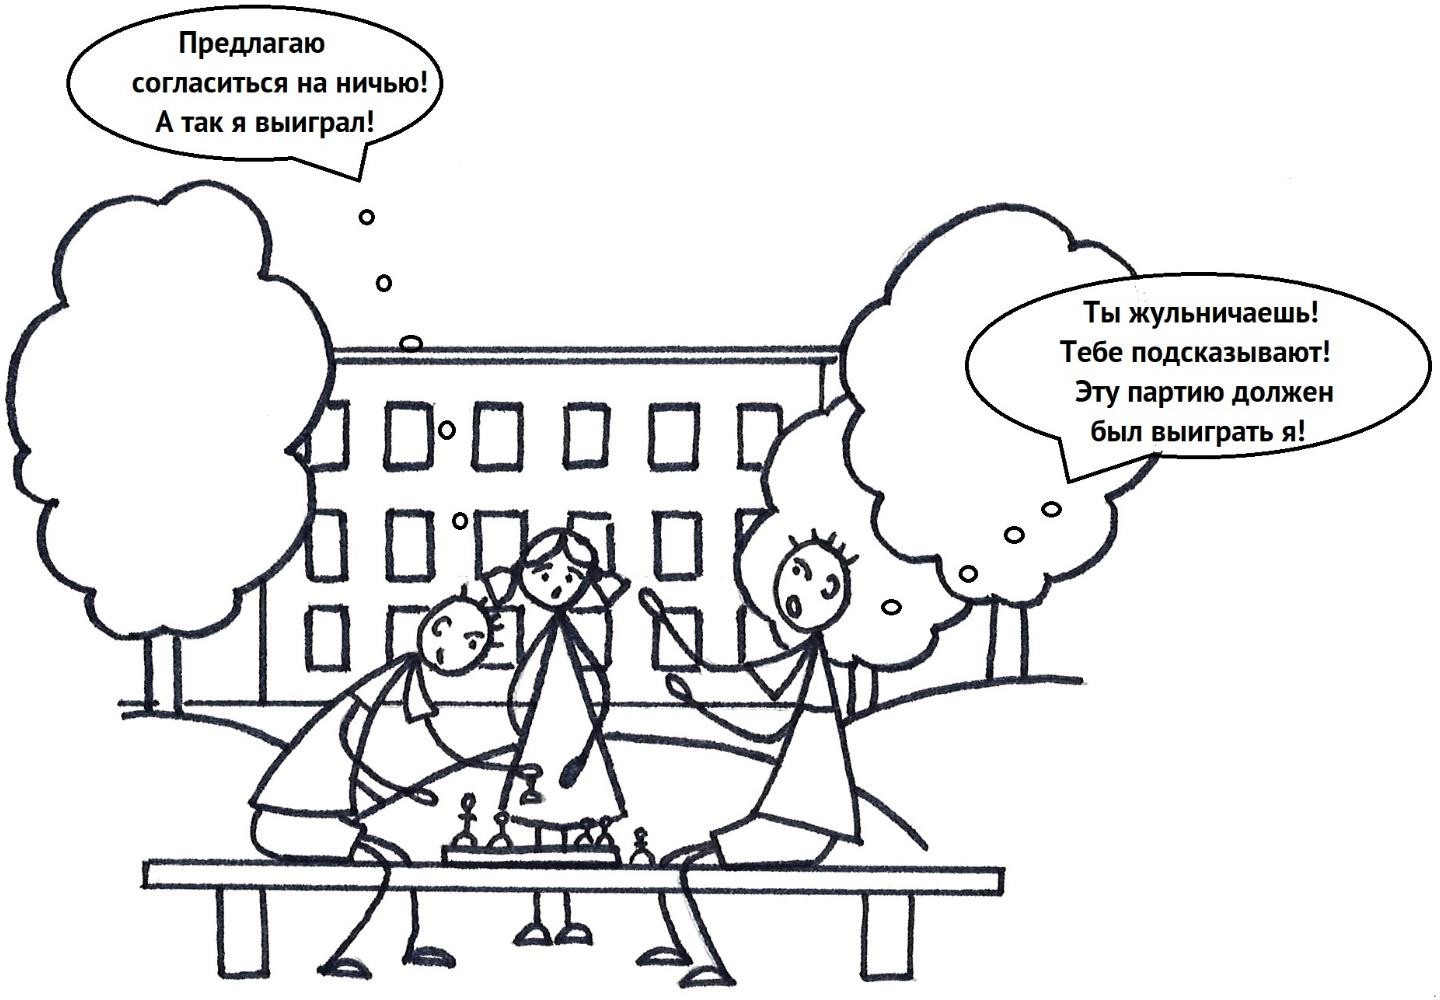 Предлагаю
согласиться на ничью!
А так я выиграл!
Ты жульничаешь!
Тебе подсказывают!
Эту партию должен
был выиграть я!